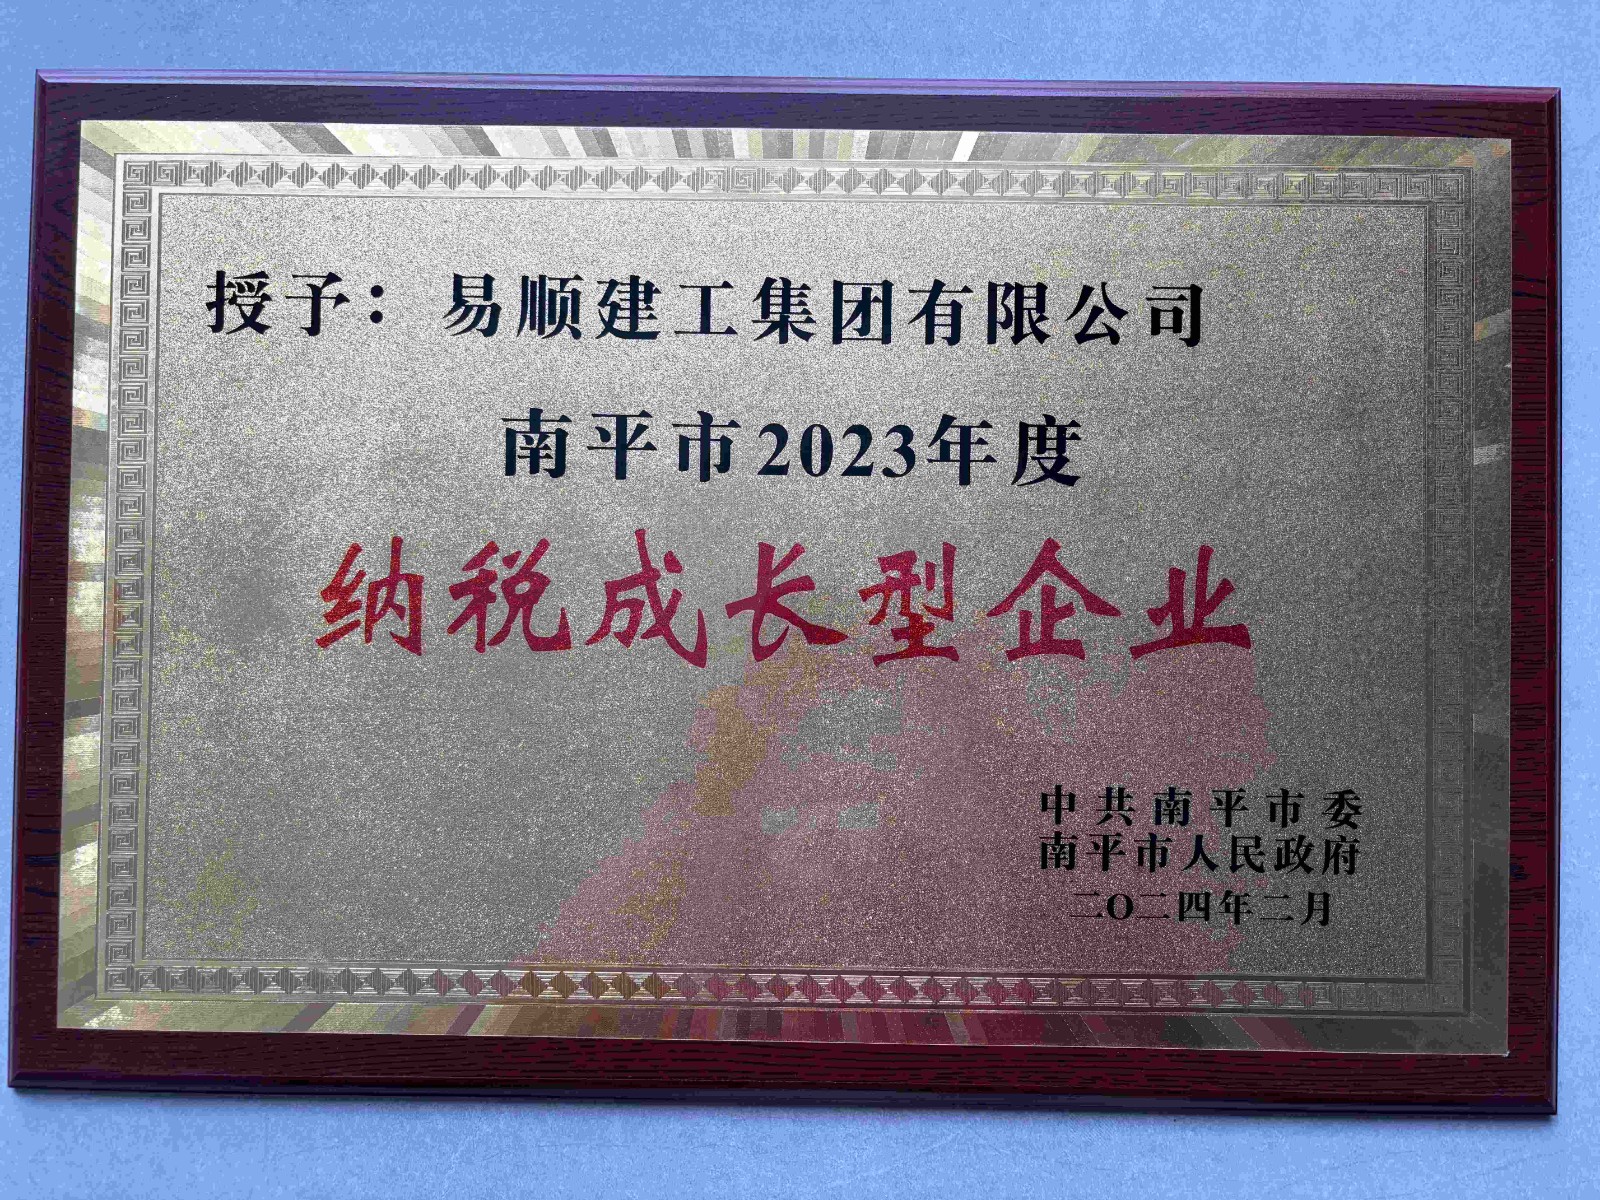 授予：易顺建工集团有限公司
南平市2023年度
纳税成长型企业
中共南平市委
南平市人民政府
二〇二四年二月